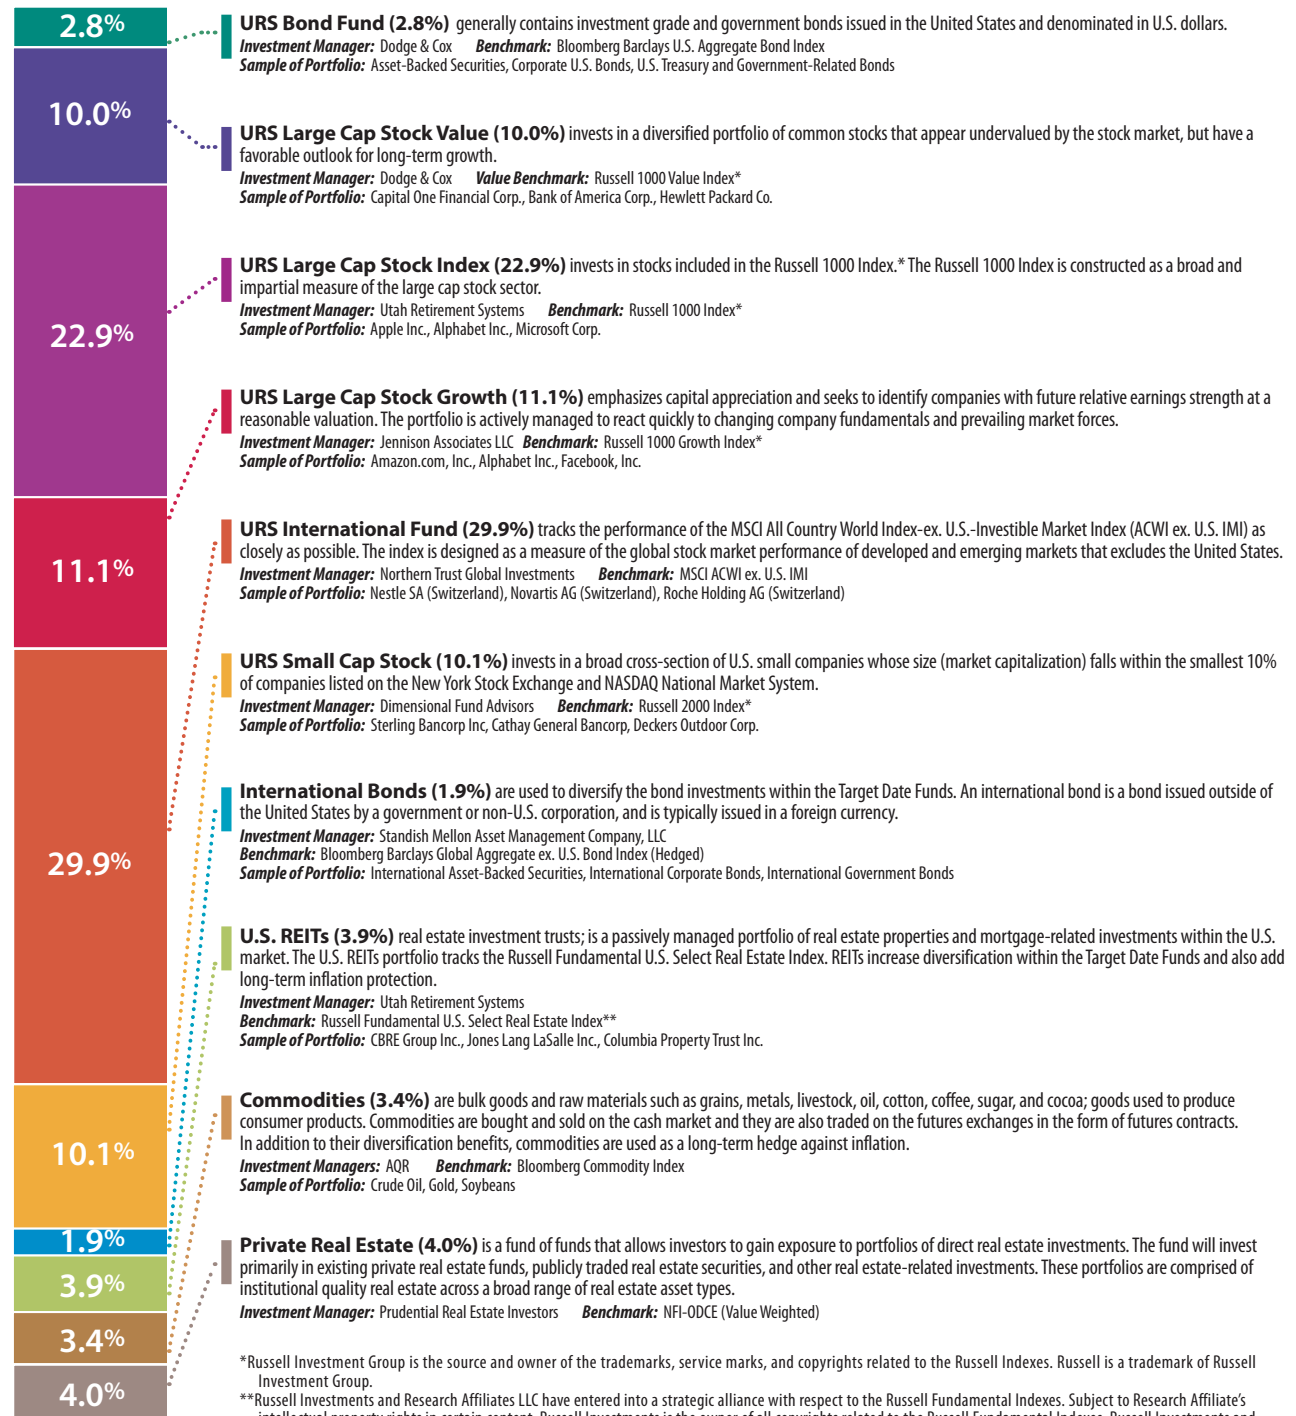 2.8%
10.0%
22.9%
11.1%
29.9%
10.1%
1.9%
3.9%
3.4%
4.0%
URS Bond Fund (2.8%) generally contains investment grade and government bonds issued in the United States and denominated in U.S. dollars.
Investment Manager: Dodge & Cox Benchmark: Bloomberg Barclays U.S. Aggregate Bond Index
Sample of Portfolio: Asset-Backed Securities, Corporate U.S. Bonds, U.S. Treasury and Government-Related Bonds
URS Large Cap Stock Value (10.0%) invests in a diversified portfolio of common stocks that appear undervalued by the stock market, but have a
favorable outlook for long-term growth.
Investment Manager: Dodge & Cox Value Benchmark: Russell 1000 Value Index*
Sample of Portfolio: Capital One Financial Corp., Bank of America Corp., Hewlett Packard Co.
URS Large Cap Stock Index (22.9%) invests in stocks included in the Russell 1000 Index.* The Russell 1000 Index is constructed as a broad and
impartial measure of the large cap stock sector.
Investment Manager: Utah Retirement Systems Benchmark: Russell 1000 Index*
Sample of Portfolio: Apple Inc., Alphabet Inc., Microsoft Corp.
URS Large Cap Stock Growth (11.1%) emphasizes capital appreciation and seeks to identify companies with future relative earnings strength at a
reasonable valuation. The portfolio is actively managed to react quickly to changing company fundamentals and prevailing market forces.
Investment Manager: Jennison Associates LLC Benchmark: Russell 1000 Growth Index*
Sample of Portfolio: Amazon.com, Inc., Alphabet Inc., Facebook, Inc.
URS International Fund (29.9%) tracks the performance of the MSCI All Country World Index-ex. U.S.-Investible Market Index (ACWI ex. U.S. IMI) as
closely as possible. The index is designed as a measure of the global stock market performance of developed and emerging markets that excludes the United States.
Investment Manager: Northern Trust Global Investments Benchmark: MSCI ACWI ex. U.S. IMI
Sample of Portfolio: Nestle SA (Switzerland), Novartis AG (Switzerland), Roche Holding AG (Switzerland)
URS Small Cap Stock (10.1%) invests in a broad cross-section of U.S. small companies whose size (market capitalization) falls within the smallest 10%
of companies listed on the New York Stock Exchange and NASDAQ National Market System.
Investment Manager: Dimensional Fund Advisors Benchmark: Russell 2000 Index*
Sample of Portfolio: Sterling Bancorp Inc, Cathay General Bancorp, Deckers Outdoor Corp.
International Bonds (1.9%) are used to diversify the bond investments within the Target Date Funds. An international bond is a bond issued outside of
the United States by a government or non-U.S. corporation, and is typically issued in a foreign currency.
Investment Manager: Standish Mellon Asset Management Company, LLC
Benchmark: Bloomberg Barclays Global Aggregate ex. U.S. Bond Index (Hedged)
Sample of Portfolio: International Asset-Backed Securities, International Corporate Bonds, International Government Bonds
U.S. REITs (3.9%) real estate investment trusts; is a passively managed portfolio of real estate properties and mortgage-related investments within the U.S.
market. The U.S. REITs portfolio tracks the Russell Fundamental U.S. Select Real Estate Index. REITs increase diversification within the Target Date Funds and also add
long-term inflation protection.
Investment Manager: Utah Retirement Systems
Benchmark: Russell Fundamental U.S. Select Real Estate Index**
Sample of Portfolio: CBRE Group Inc., Jones Lang LaSalle Inc., Columbia Property Trust Inc.
Commodities (3.4%) are bulk goods and raw materials such as grains, metals, livestock, oil, cotton, coffee, sugar, and cocoa; goods used to produce
consumer products. Commodities are bought and sold on the cash market and they are also traded on the futures exchanges in the form of futures contracts.
In addition to their diversification benefits, commodities are used as a long-term hedge against inflation.
Investment Managers: AQR Benchmark: Bloomberg Commodity Index
Sample of Portfolio: Crude Oil, Gold, Soybeans
Private Real Estate (4.0%) is a fund of funds that allows investors to gain exposure to portfolios of direct real estate investments. The fund will invest
primarily in existing private real estate funds, publicly traded real estate securities, and other real estate-related investments. These portfolios are comprised of
institutional quality real estate across a broad range of real estate asset types.
Investment Manager: Prudential Real Estate Investors Benchmark: NFI-ODCE (Value Weighted)
*Russell Investment Group is the source and owner of the trademarks, service marks, and copyrights related to the Russell Indexes. Russell is a trademark of Russell
Investment Group.
**Russell Investments and Research Affiliates LLC have entered into a strategic alliance with respect to the Russell Fundamental Indexes. Subject to Research Affiliate's